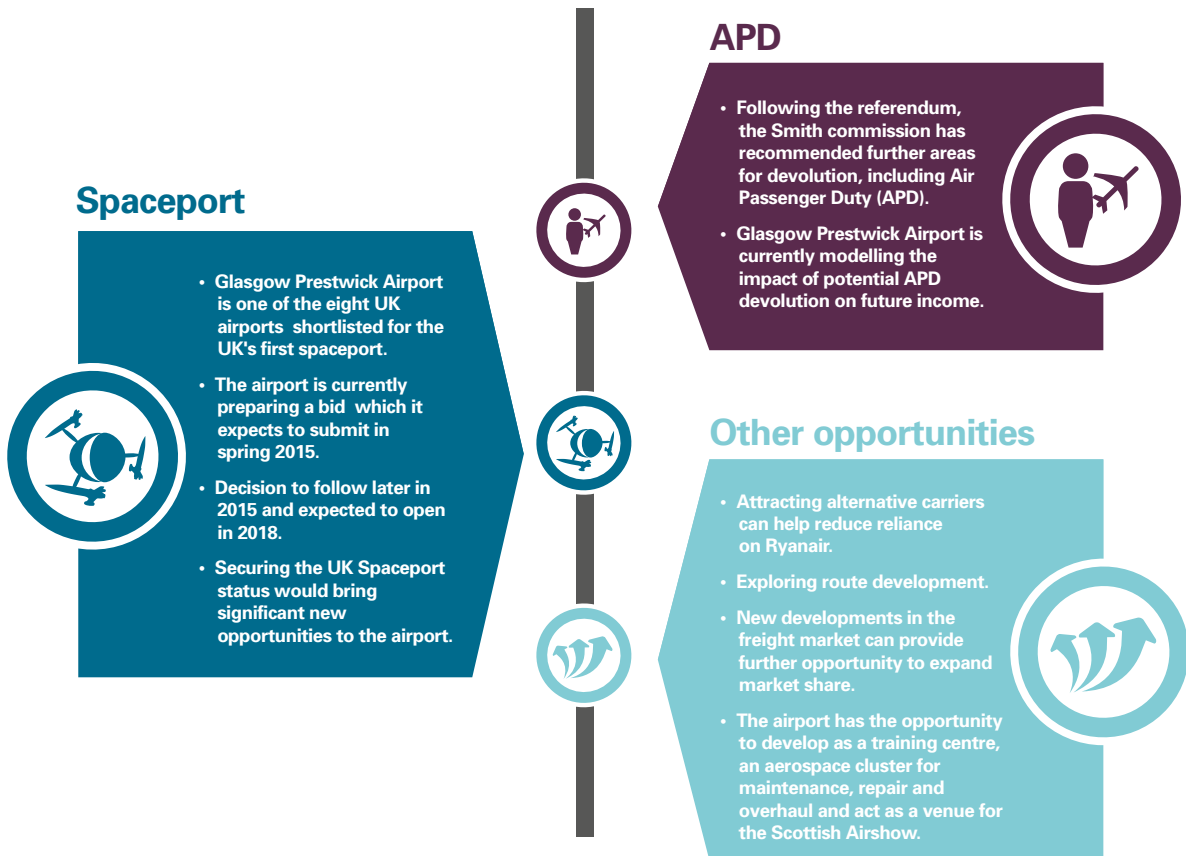 APD
• Following the referendum,
the Smith commission has
recommended further areas
for devolution, including Air
Passenger Duty (APD).
• Glasgow Prestwick Airport is
currently modelling the
impact of potential APD
devolution on future income.
Spaceport
• Glasgow Prestwick Airport
is one of the eight UK
airports shortlisted for the
UK's first spaceport.
• The airport is currently
preparing a bid which it
expects to submit in
spring 2015.
• Decision to follow later in
2015 and expected to open
in 2018.
• Securing the UK Spaceport
status would bring
significant new
opportunities to the airport.
Other opportunities
• Attracting alternative carriers
can help reduce reliance
on Ryanair.
• Exploring route development.
• New developments in the
freight market can provide
further opportunity to expand
market share.
• The airport has the opportunity
to develop as a training centre,
an aerospace cluster for
maintenance, repair and
overhaul and act as a venue for
the Scottish Airshow.